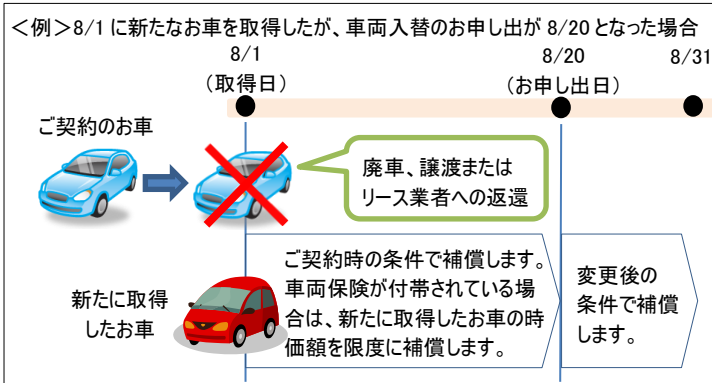 ＜例＞8/1 に新たなお車を取得したが、車両入替のお申し出が 8/20 となった場合
8/1
8/20
8/31
（取得日）
（お申し出日）
ご契約のお車
廃車、譲渡または
リース業者への返還
ご契約時の条件で補償します。
車両保険が付帯されている場
合は、新たに取得したお車の時
価額を限度に補償します。
変更後の
条件で補償
します。
新たに取得
したお車